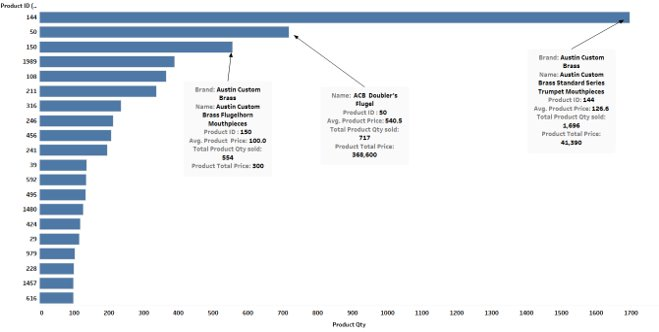 Product ID (..
144
50
150
1989
108
211
316
246
456
241
39
592
495
1480
424
29
979
228
1457
616
Brand: Austin Custom
Brass
Name: Austin Custom
Brass Flugelhorn
Mouthpieces
Product ID : 150
Avg. Product Price: 100.0
Total Product Qty sold:
554
Product Total Price: 300
Name: ACB Doubler's
Flugel
Product ID : 50
Avg. Product Price: 540.5
Total Product Qty sold:
717
Product Total Price:
368,600
Brand: Austin Custom
Brass
Name: Austin Custom
Brass Standard Series
Trumpet Mouthpieces
Product ID: 144
Avg. Product Price: 126.6
Total Product Qty sold:
1,696
Product Total Price:
41,390
0 100 200 300 400 500 600 700 800 900 1000 1100 1200 1300 1400 1500 1600 1700
Product Qty